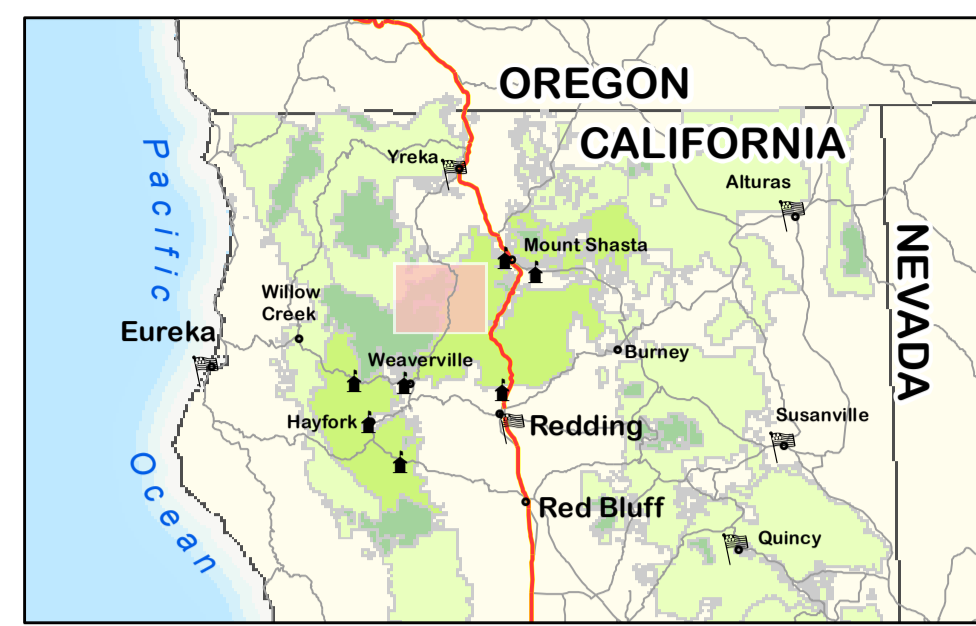 OREGON
CALIFORNIA
Yreka
Alturas
Pacific
Mount Shasta
NEVADA
Willow
Creek
Eureka
Burney
Weaverville
Hayfork
Susanville
Redding
Ocean
Red Bluff
Quincy